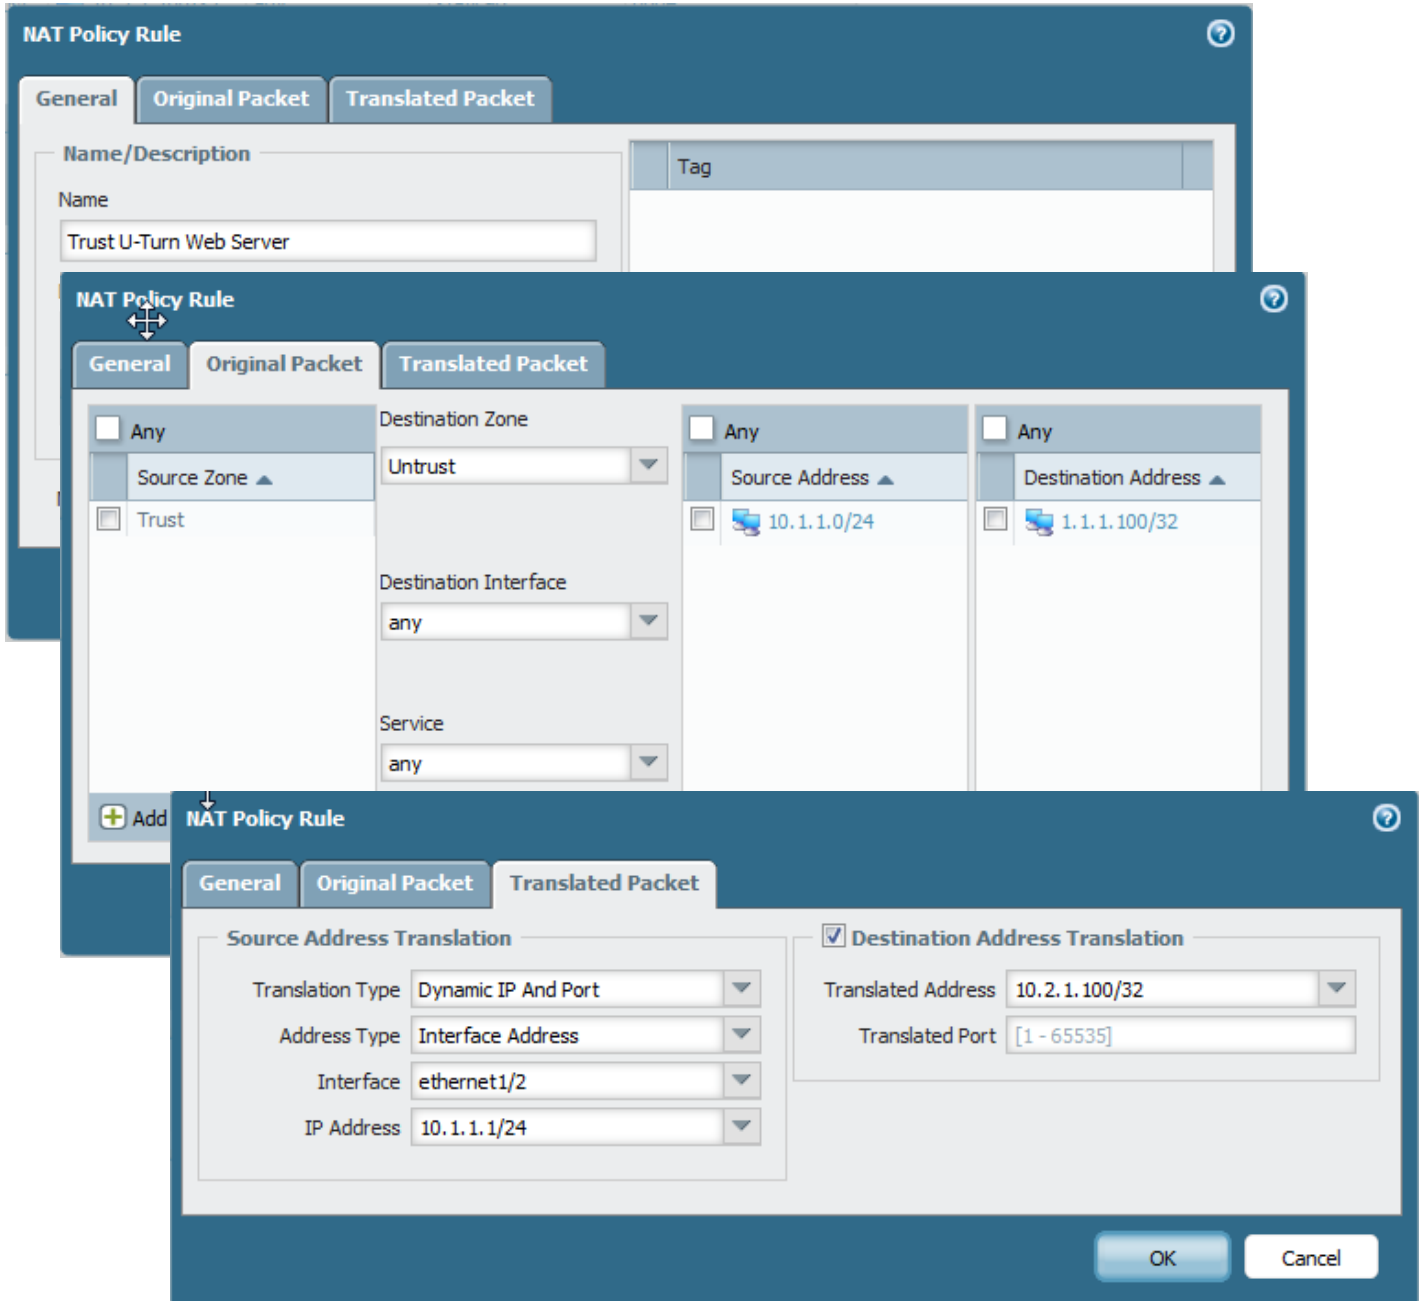 NAT Policy Rule
General
Original Packet
Translated Packet
Name/Description
Tag
Name
Trust U-Turn Web Server
NAT Policy Rule
General
Original Packet
Translated Packet
Any
Destination Zone
Any
Any
Source Zone
Untrust
Source Address
Destination Address
Trust
10.1.1.0/24
1.1.1.100/32
Destination Interface
any
Service
any
Add
NAT Policy Rule
General
Original Packet
Translated Packet
Source Address Translation
Destination Address Translation
Translation Type
Dynamic IP And Port
Translated Address
10.2.1.100/32
Address Type
Interface Address
Translated Port
[1 - 65535]
Interface
ethernet1/2
IP Address
10.1.1.1/24
OK
Cancel